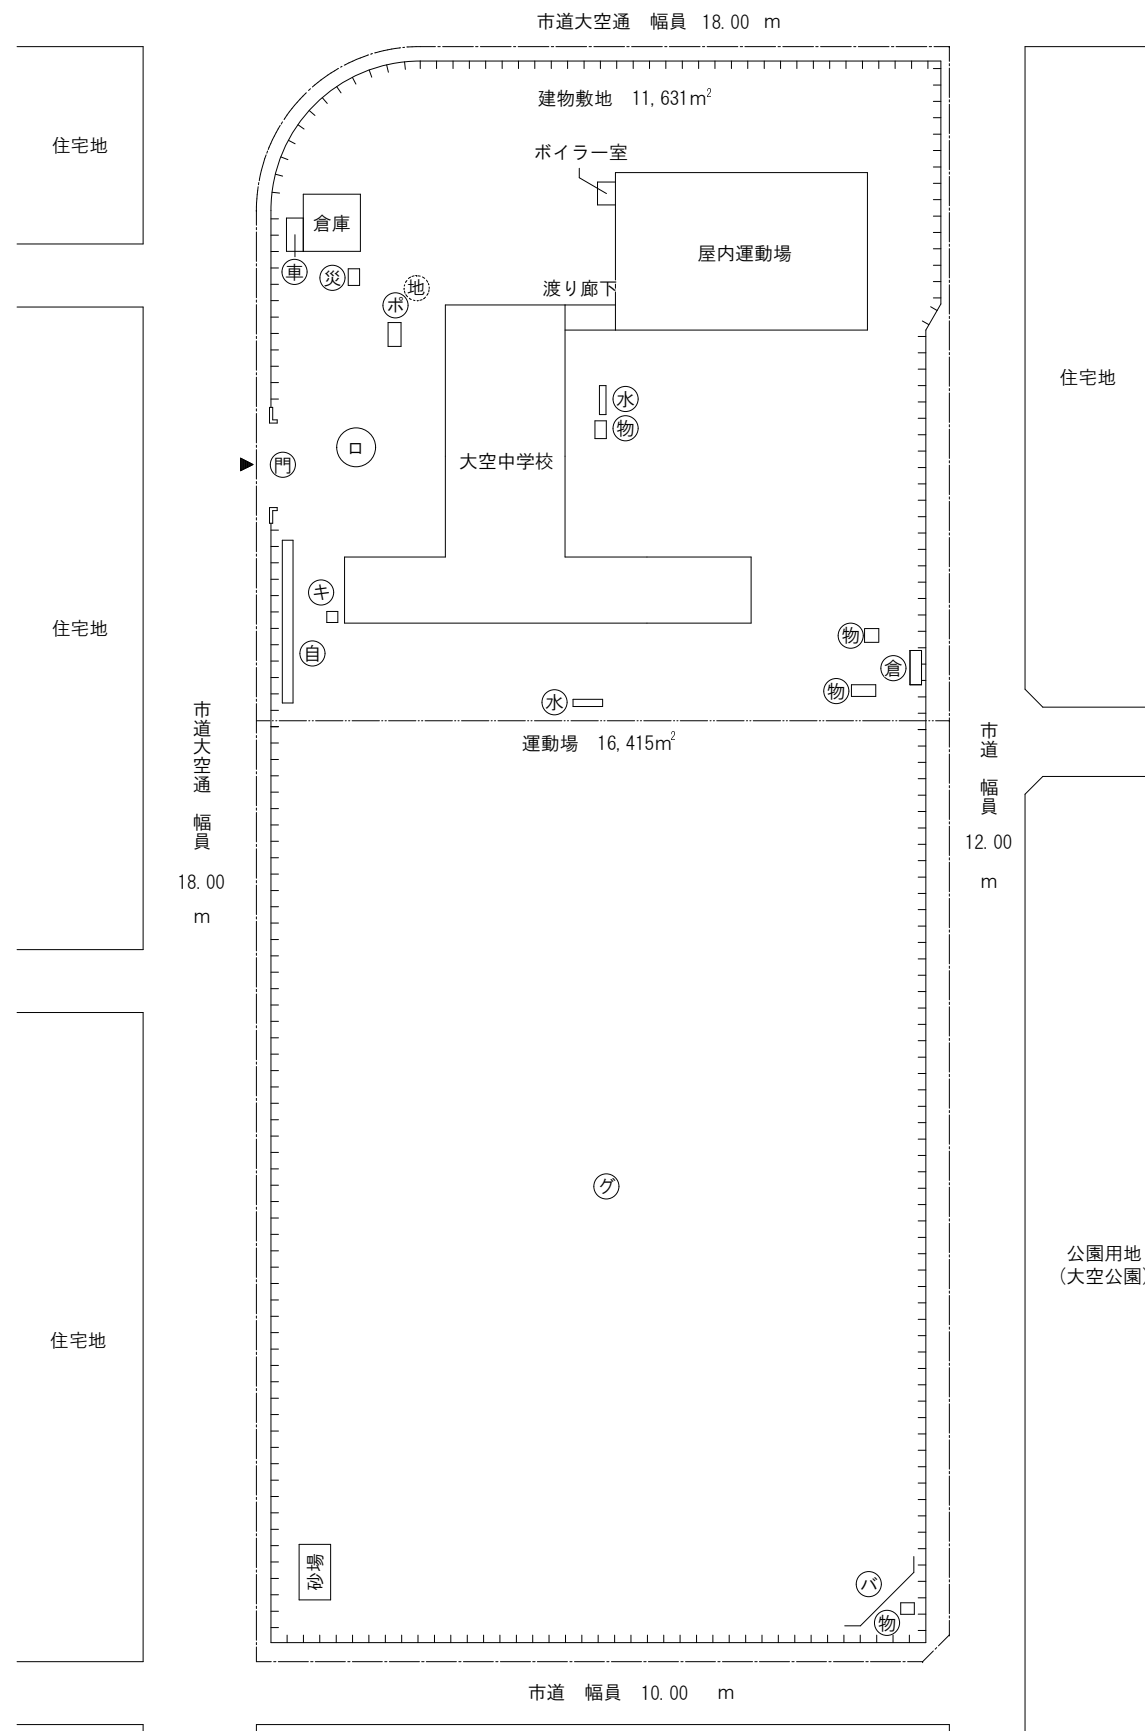 市道大空通 幅員 18.00 m
建物敷地 11,631m²
住宅地
ボイラー室
倉庫
屋内運動場
車
災
地
ポ
渡り廊下
住宅地
水
物
ロ
門
大空中学校
キ
住宅地
自
物
倉
物
水
市道大空通 幅員 18.00 m
運動場 16,415m²
市道 幅員 12.00 m
グ
公園用地
(大空公園)
住宅地
砂場
バ
物
市道 幅員 10.00 m